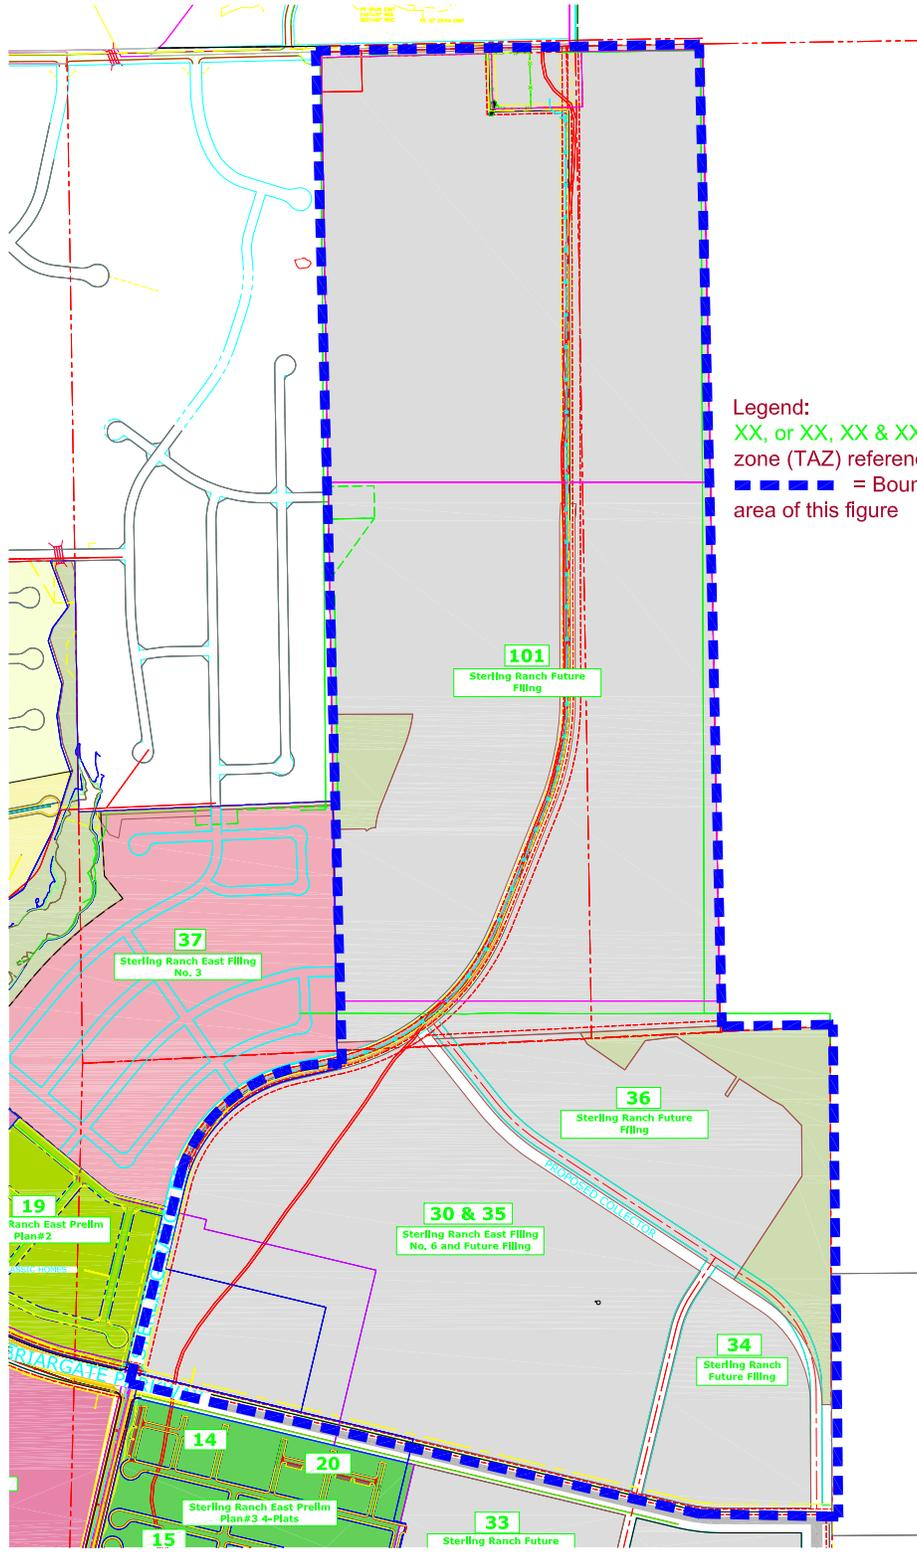 Legend:
XX, or XX, XX & XX
zone (TAZ) referen
= Boun
area of this figure
101
Sterling Ranch Future
Filing
37
Sterling Ranch East Filing
No. 3
36
Sterling Ranch Future
Filing
PROPOSED COLLECTOR
19
Ranch East Prelim
Plan#2
ASSIC HOMES
30 & 35
Sterling Ranch East Filing
No. 6 and Future Filing
34
Sterling Ranch
Future Filing
BRIARGATE P
14
20
Sterling Ranch East Prelim
Plan#3 4-Plats
15
33
Sterling Ranch Future